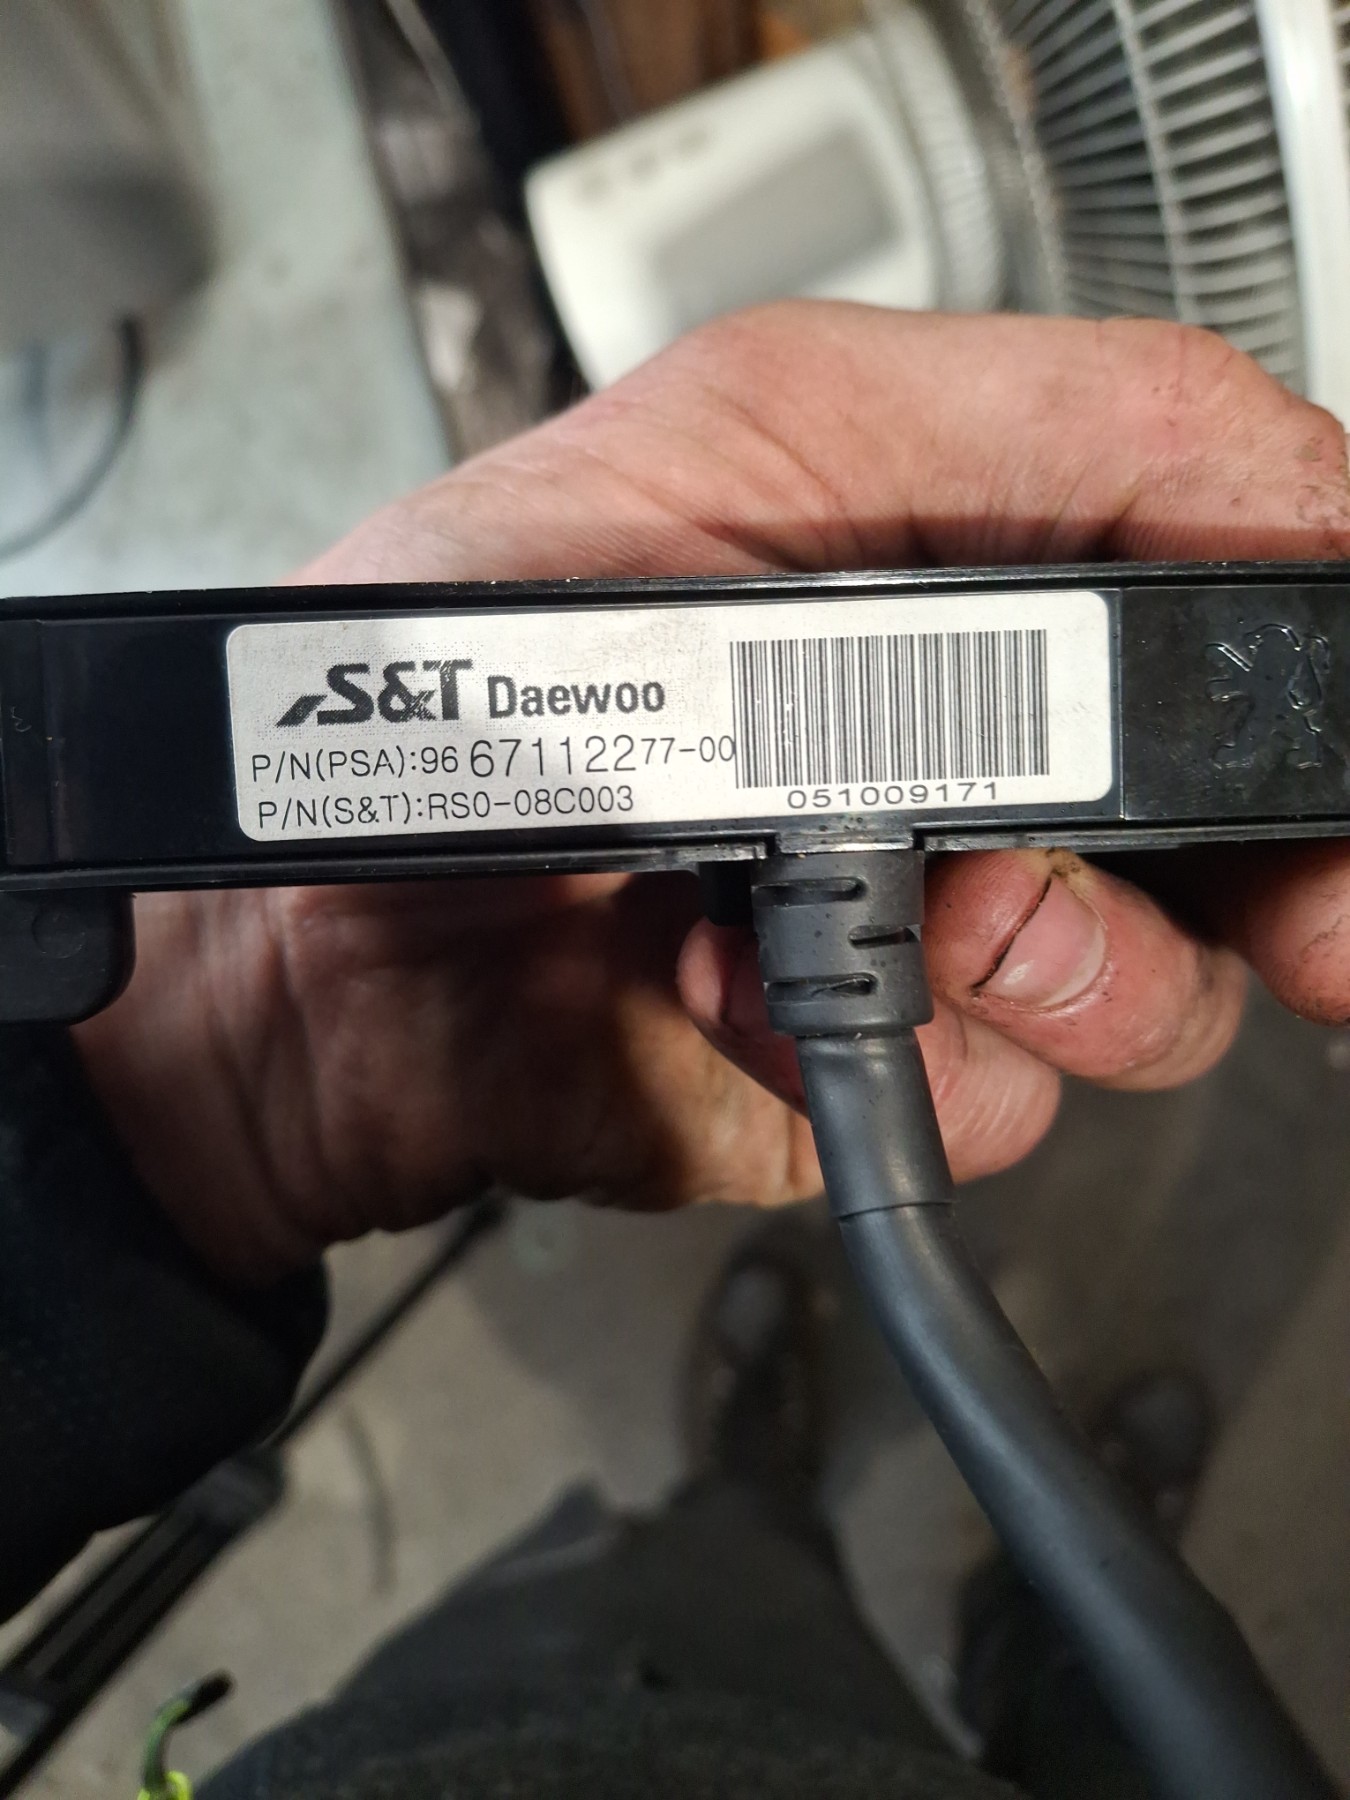 S&T Daewoo
P/N(PSA):96 67112277-00
P/N(S&T):RS0-08C003
051009171